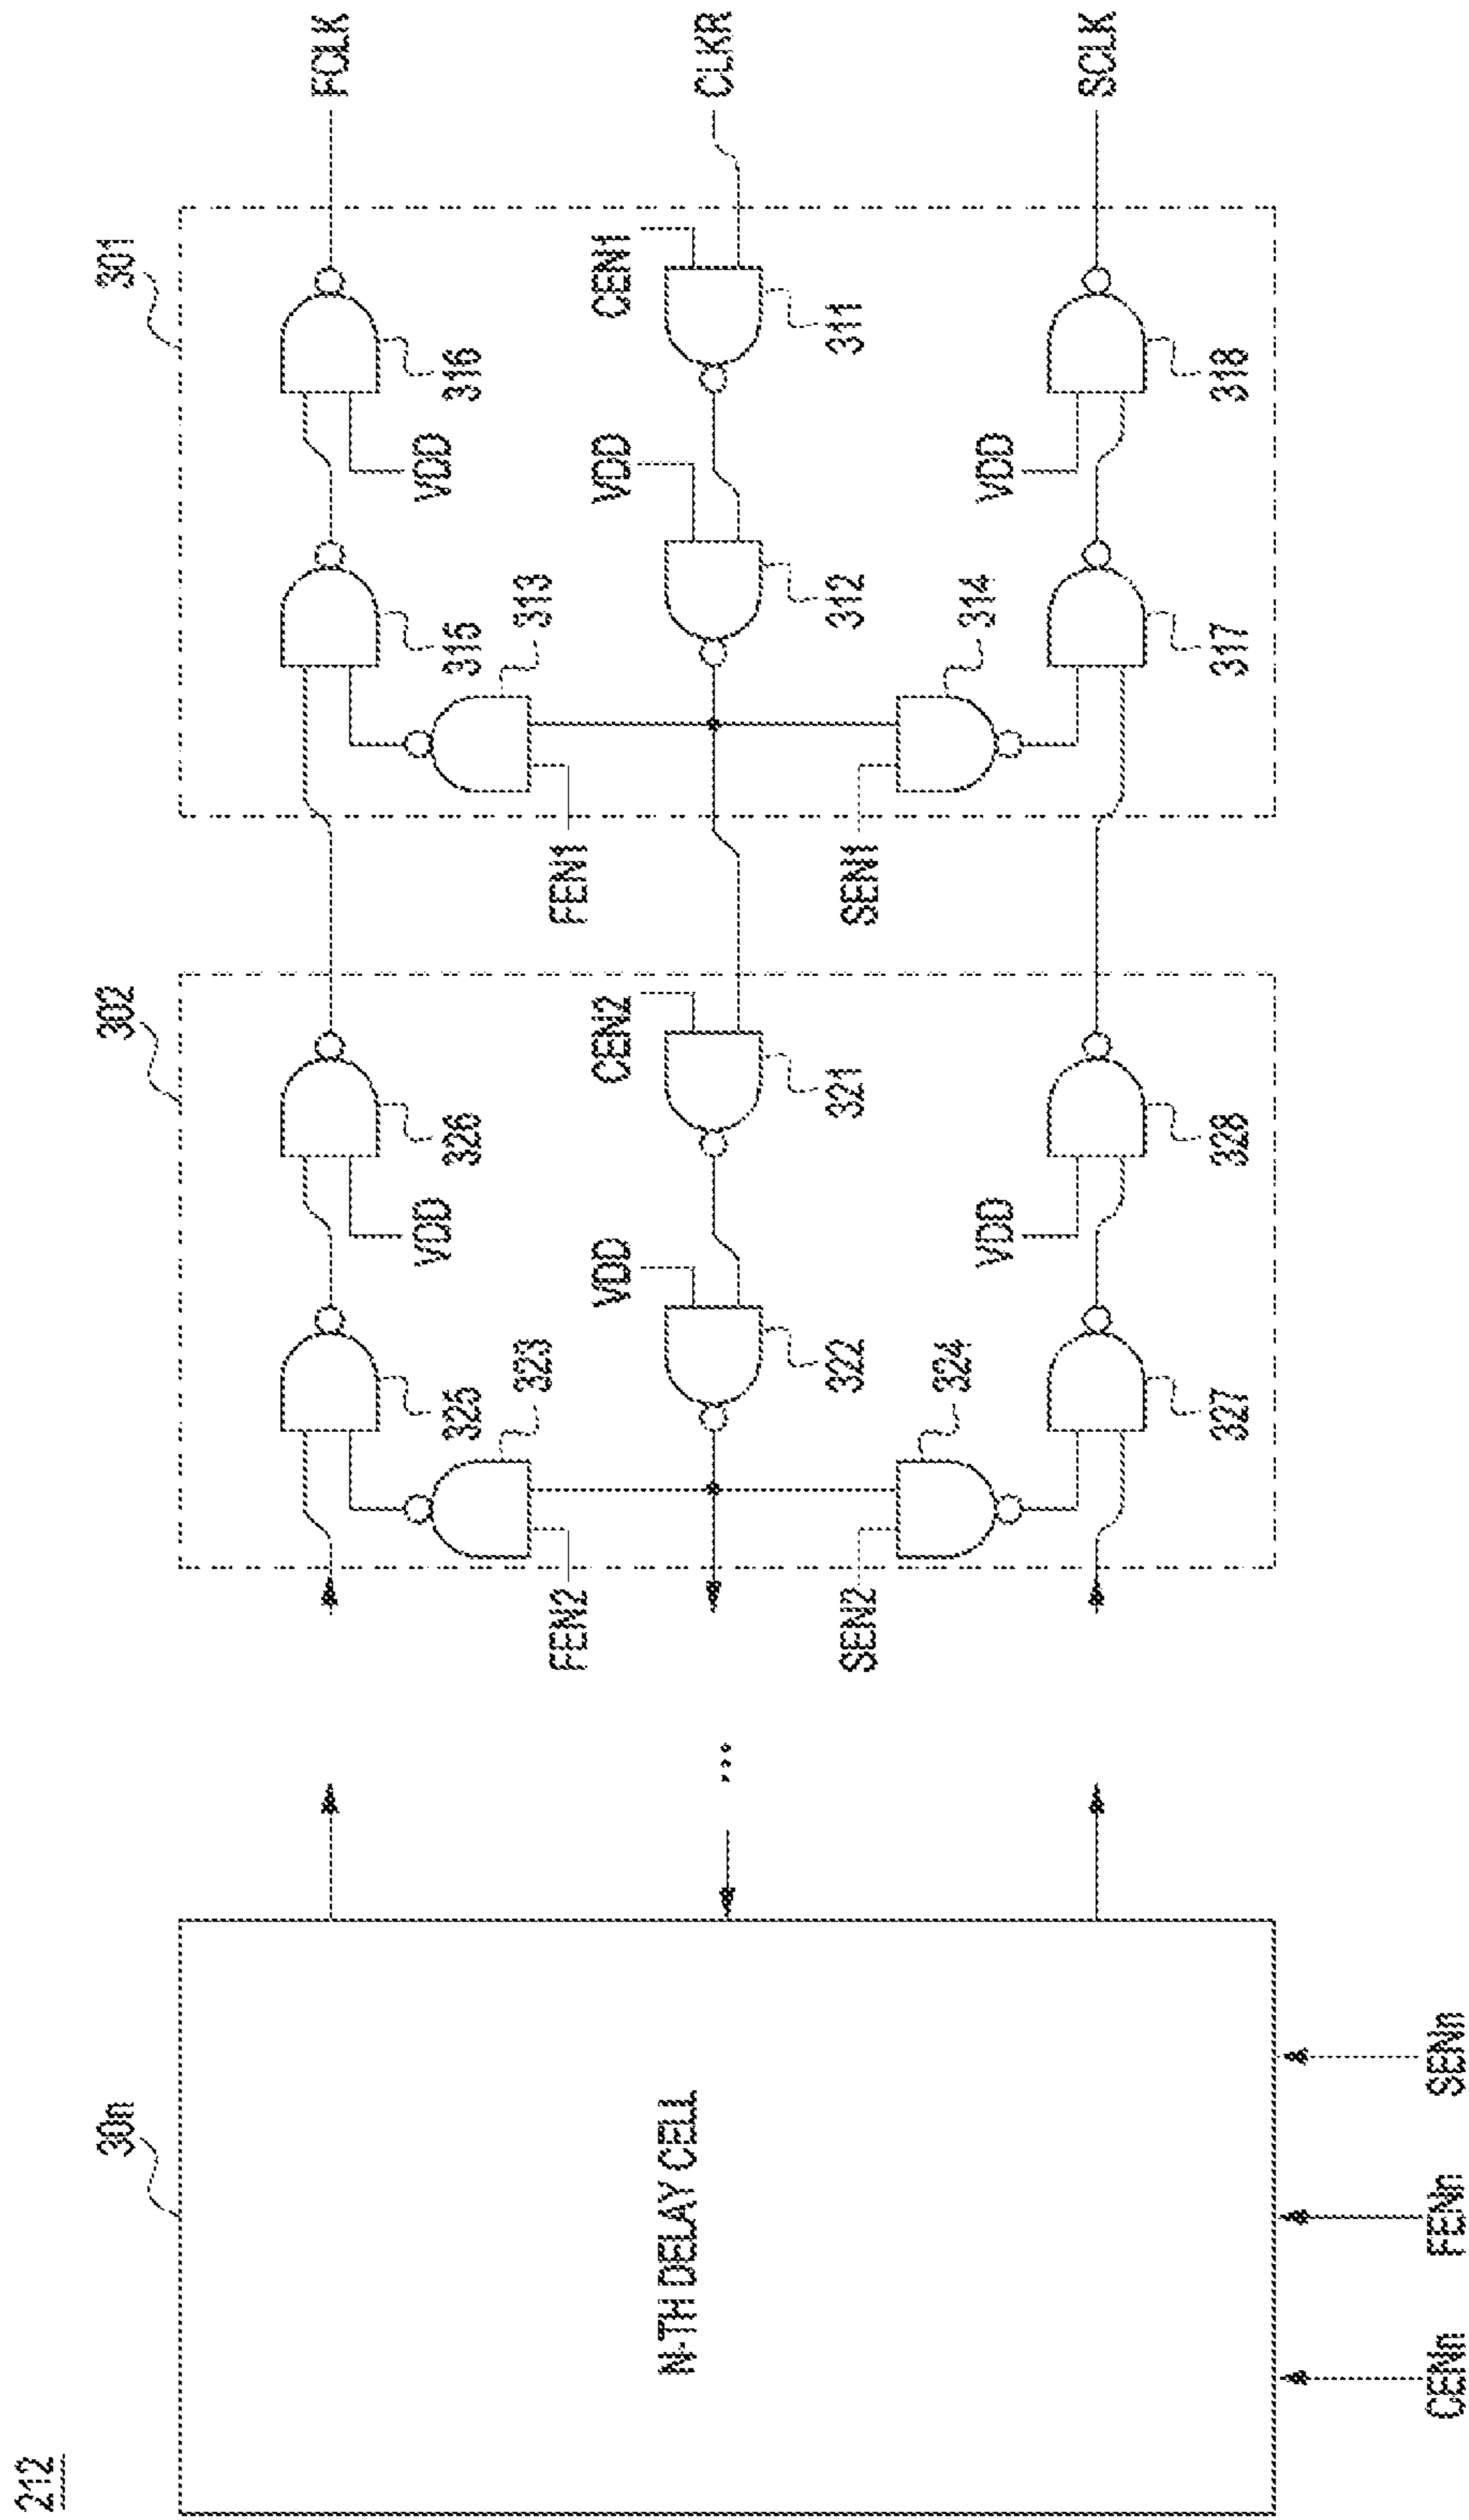 212
30n
302
301
N-TH DELAY CELL
...
FCLK
CLKR
SCLK
326
325
316
315
VDD
VDD
323
313
FEN2
FEN1
CEN2
CEN1
VDD
VDD
322
321
312
311
SEN2
SEN1
324
314
VDD
VDD
327
328
317
318
CENn
FENn
SENn